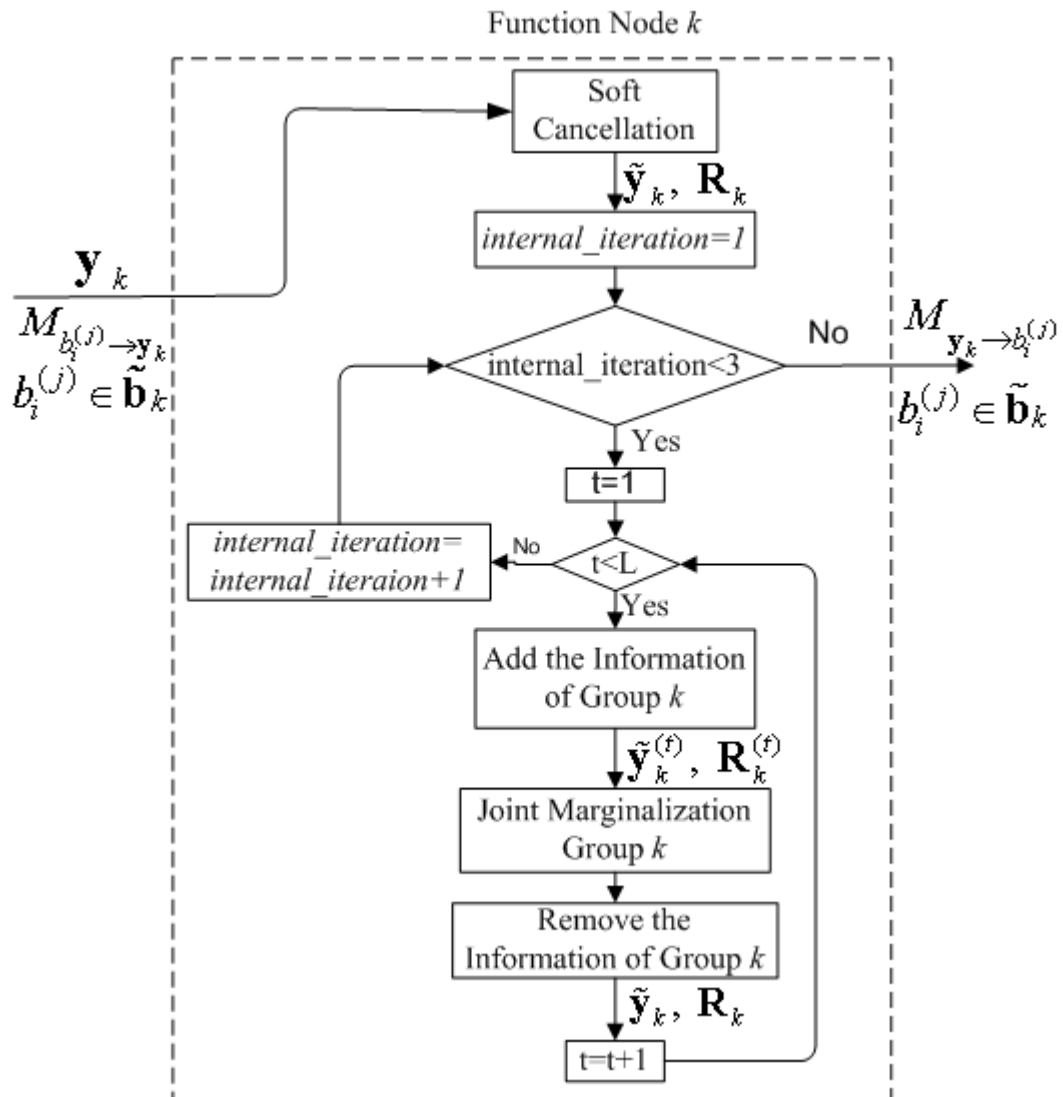 Function Node k
Soft
Cancellation
ỹ_k, R_k
internal_iteration=1
y_k
M_{b_i^{(j)}→y_k}
b_i^{(j)} ∈ b̃_k
internal_iteration<3
No
M_{y_k→b_i^{(j)}}
b_i^{(j)} ∈ b̃_k
Yes
t=1
internal_iteration=
internal_iteraion+1
No
t<L
Yes
Add the Information
of Group k
ỹ_k^{(t)}, R_k^{(t)}
Joint Marginalization
Group k
Remove the
Information of Group k
ỹ_k, R_k
t=t+1